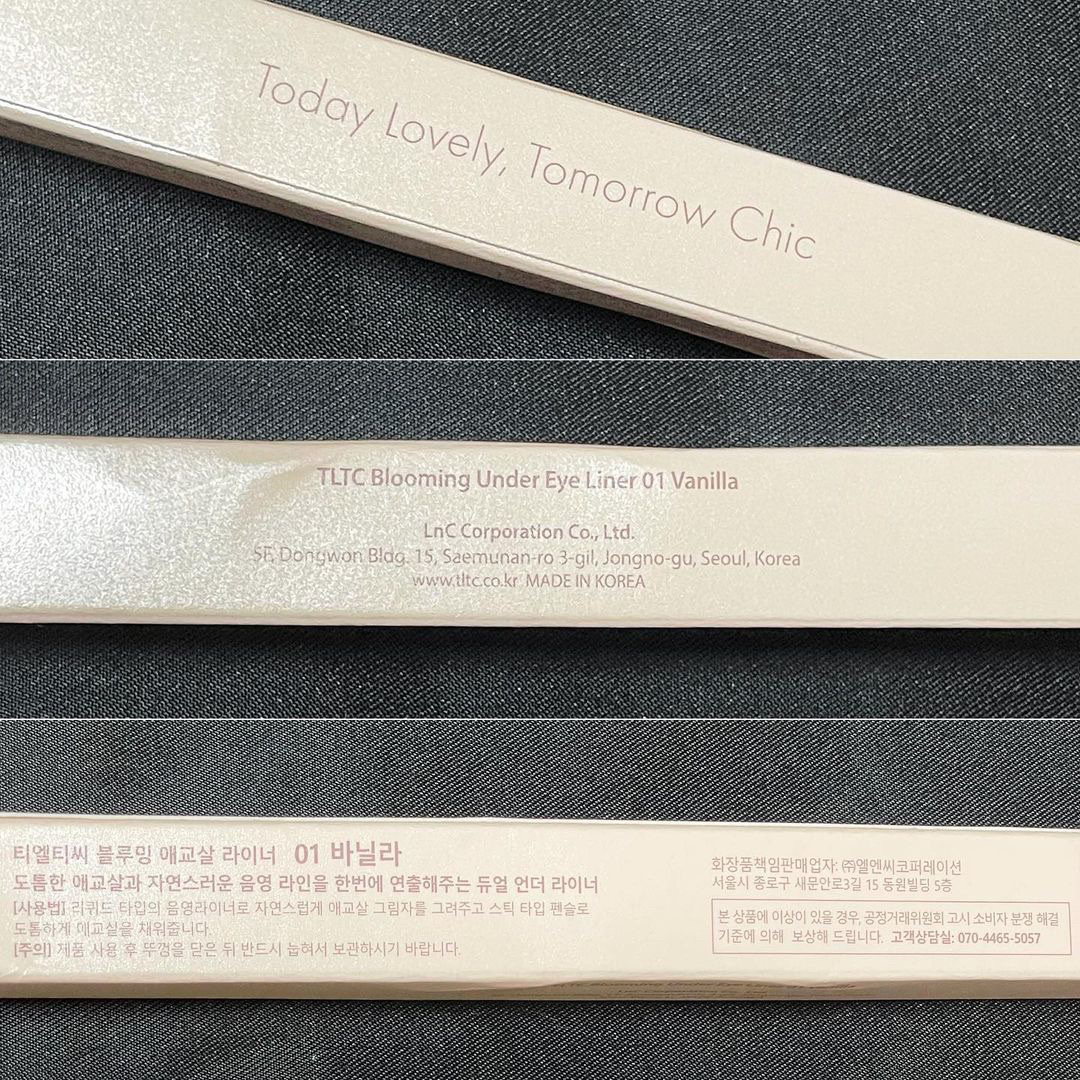 Today Lovely, Tomorrow Chic
TLTC Blooming Under Eye Liner 01 Vanilla
LnC Corporation Co., Ltd.
5F, Dongwon Bldg. 15, Saemunan-ro 3-gil, Jongno-gu, Seoul, Korea
www.tltc.co.kr MADE IN KOREA
티엘티씨 블루밍 애교살 라이너 01 바닐라
도톰한 애교살과 자연스러운 음영 라인을 한번에 연출해주는 듀얼 언더 라이너
[사용법] 리퀴드 타입의 음영라이너로 자연스럽게 애교살 그림자를 그려주고 스틱 타입 펜슬로
도톰하게 애교살을 채워줍니다.
[주의] 제품 사용 후 뚜껑을 닫은 뒤 반드시 눕혀서 보관하시기 바랍니다.
화장품책임판매업자: ㈜엘엔씨코퍼레이션
서울시 종로구 새문안로3길 15 동원빌딩 5층
본 상품에 이상이 있을 경우, 공정거래위원회 고시 소비자 분쟁 해결
기준에 의해 보상해 드립니다. 고객상담실: 070-4465-5057
TLTC Blooming Under Eye Liner 01 Vanilla